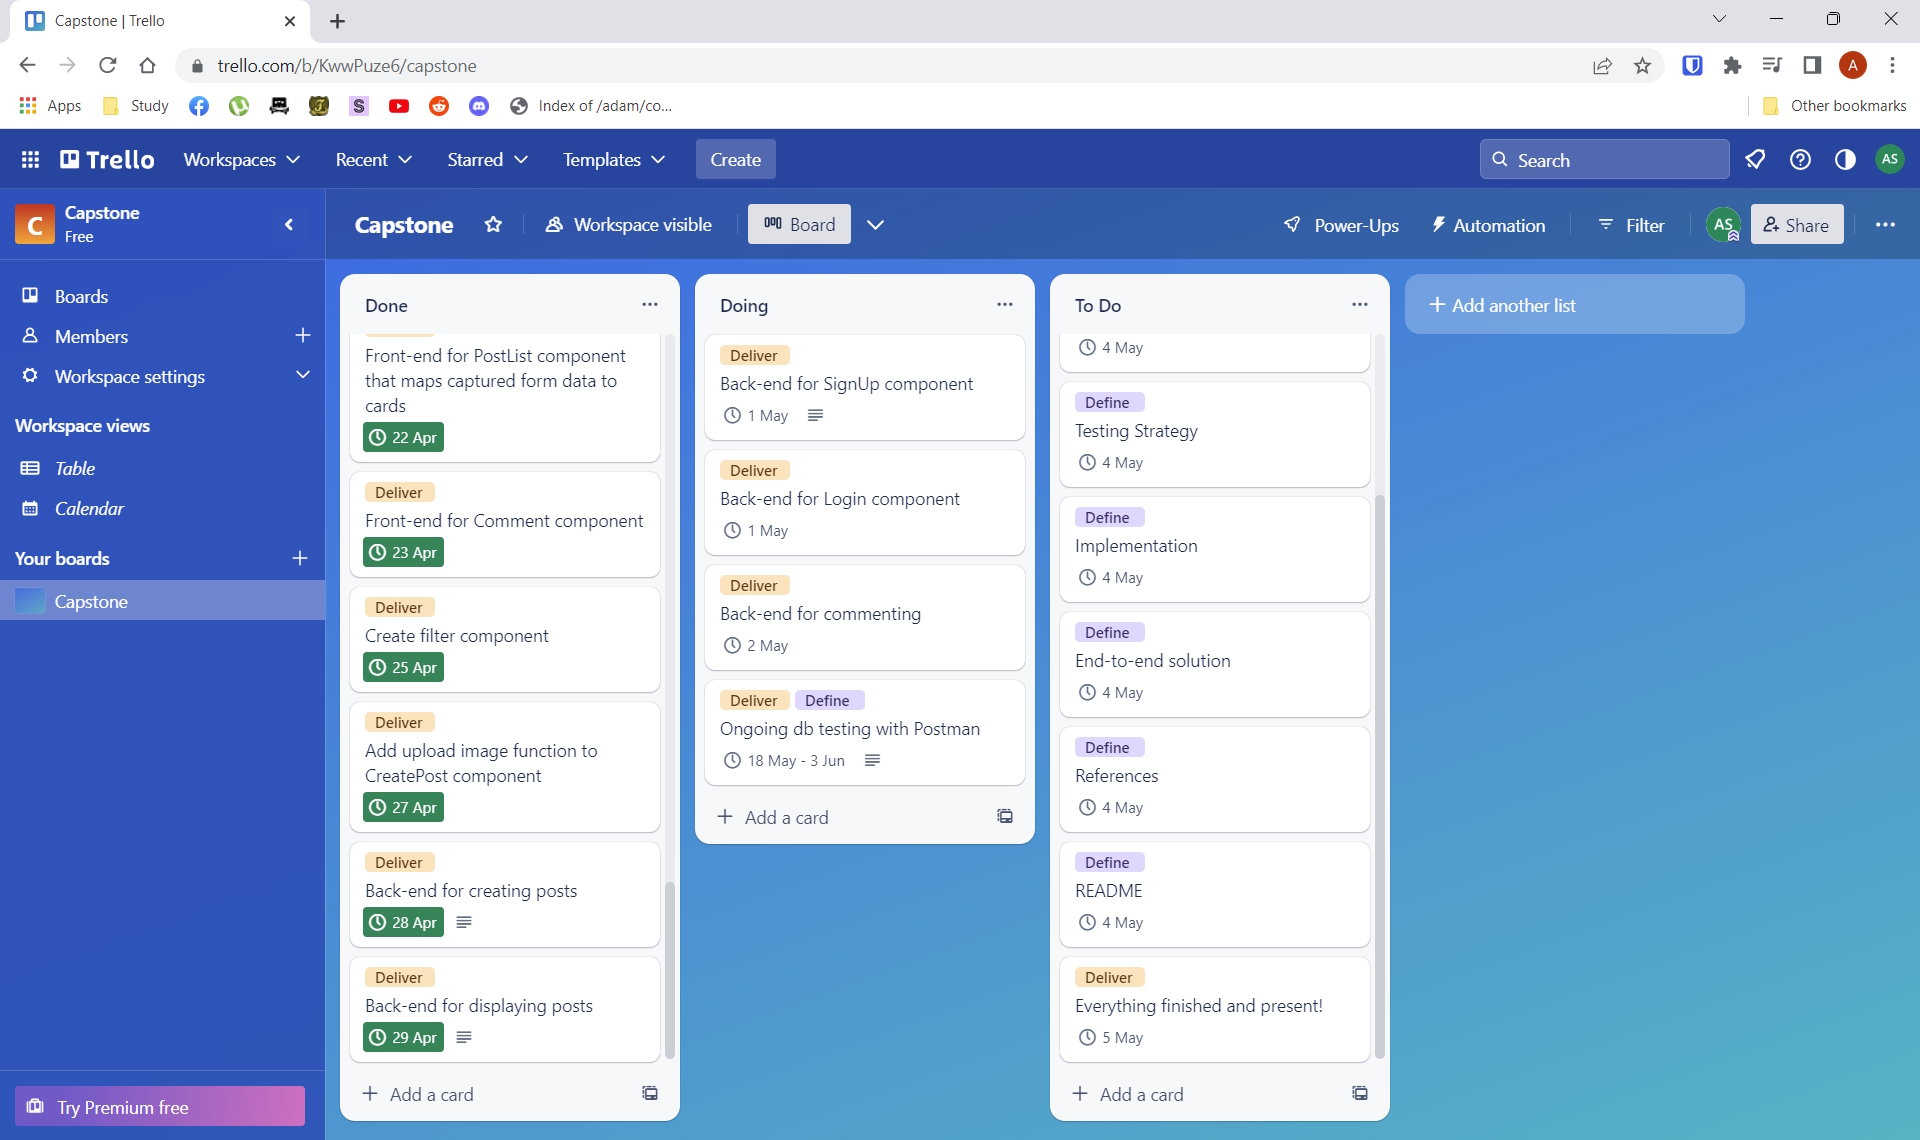 Capstone | Trello
trello.com/b/KwwPuze6/capstone
A
Apps
Study
S
Index of /adam/co...
Other bookmarks
Trello
Workspaces
Recent
Starred
Templates
Create
Search
AS
C
Capstone
Free
Capstone
Workspace visible
Board
Power-Ups
Automation
Filter
AS
Share
Boards
Members
Workspace settings
Workspace views
Table
Calendar
Your boards
Capstone
Try Premium free
Done
Front-end for PostList component
that maps captured form data to
cards
22 Apr
Deliver
Front-end for Comment component
23 Apr
Deliver
Create filter component
25 Apr
Deliver
Add upload image function to
CreatePost component
27 Apr
Deliver
Back-end for creating posts
28 Apr
Deliver
Back-end for displaying posts
29 Apr
Add a card
Doing
Deliver
Back-end for SignUp component
1 May
Deliver
Back-end for Login component
1 May
Deliver
Back-end for commenting
2 May
Deliver Define
Ongoing db testing with Postman
18 May - 3 Jun
Add a card
To Do
4 May
Define
Testing Strategy
4 May
Define
Implementation
4 May
Define
End-to-end solution
4 May
Define
References
4 May
Define
README
4 May
Deliver
Everything finished and present!
5 May
Add a card
Add another list